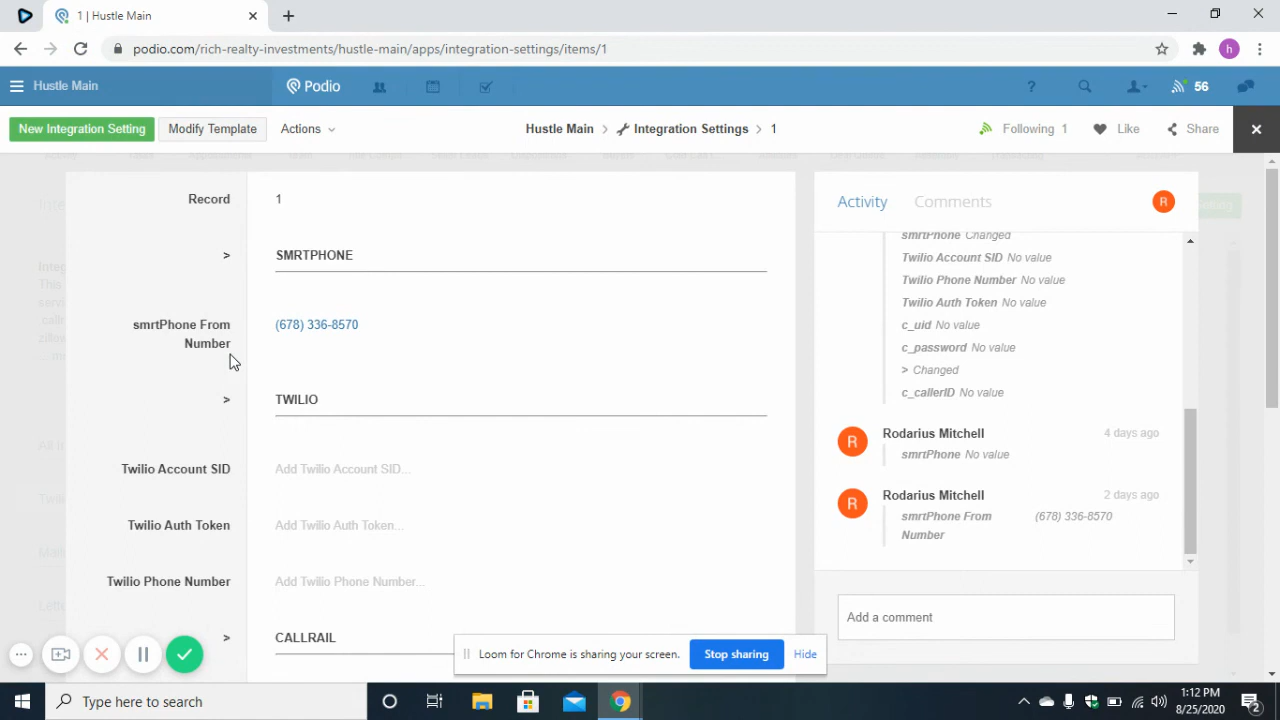 1 | Hustle Main
podio.com/rich-realty-investments/hustle-main/apps/integration-settings/items/1
h
Hustle Main
Podio
?
56
New Integration Setting
Modify Template
Actions
Hustle Main > Integration Settings > 1
Following 1
Like
Share
Record
1
>
SMRTPHONE
smrtPhone From
Number
(678) 336-8570
>
TWILIO
Twilio Account SID
Add Twilio Account SID...
Twilio Auth Token
Add Twilio Auth Token...
Twilio Phone Number
Add Twilio Phone Number...
>
CALLRAIL
Activity
Comments
R
smrtPhone Changed
Twilio Account SID No value
Twilio Phone Number No value
Twilio Auth Token No value
c_uid No value
c_password No value
> Changed
c_callerID No value
R
Rodarius Mitchell
4 days ago
smrtPhone No value
R
Rodarius Mitchell
2 days ago
smrtPhone From
Number
(678) 336-8570
Add a comment
Loom for Chrome is sharing your screen.
Stop sharing
Hide
Type here to search
1:12 PM
8/25/2020
2